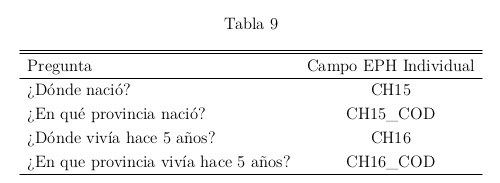 Tabla 9
Pregunta Campo EPH Individual
¿Dónde nació? CH15
¿En qué provincia nació? CH15_COD
¿Dónde vivía hace 5 años? CH16
¿En que provincia vivía hace 5 años? CH16_COD